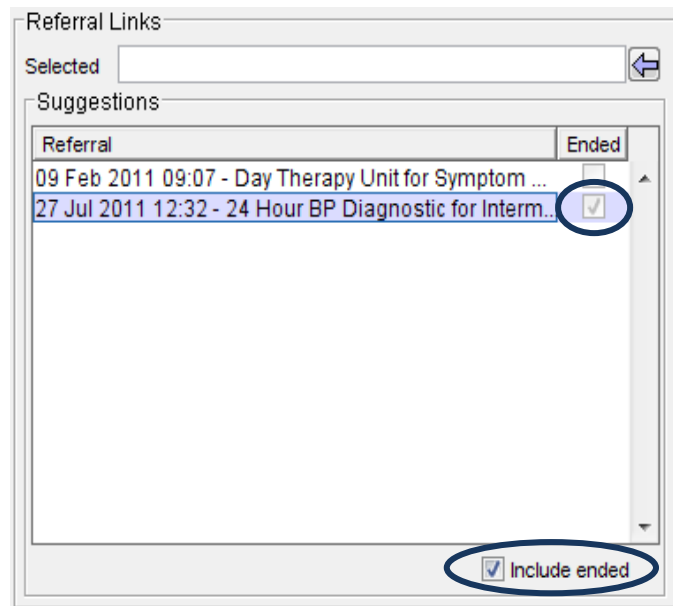 Referral Links
Selected
Suggestions
Referral Ended
09 Feb 2011 09:07 - Day Therapy Unit for Symptom ...
27 Jul 2011 12:32 - 24 Hour BP Diagnostic for Interm...
Include ended